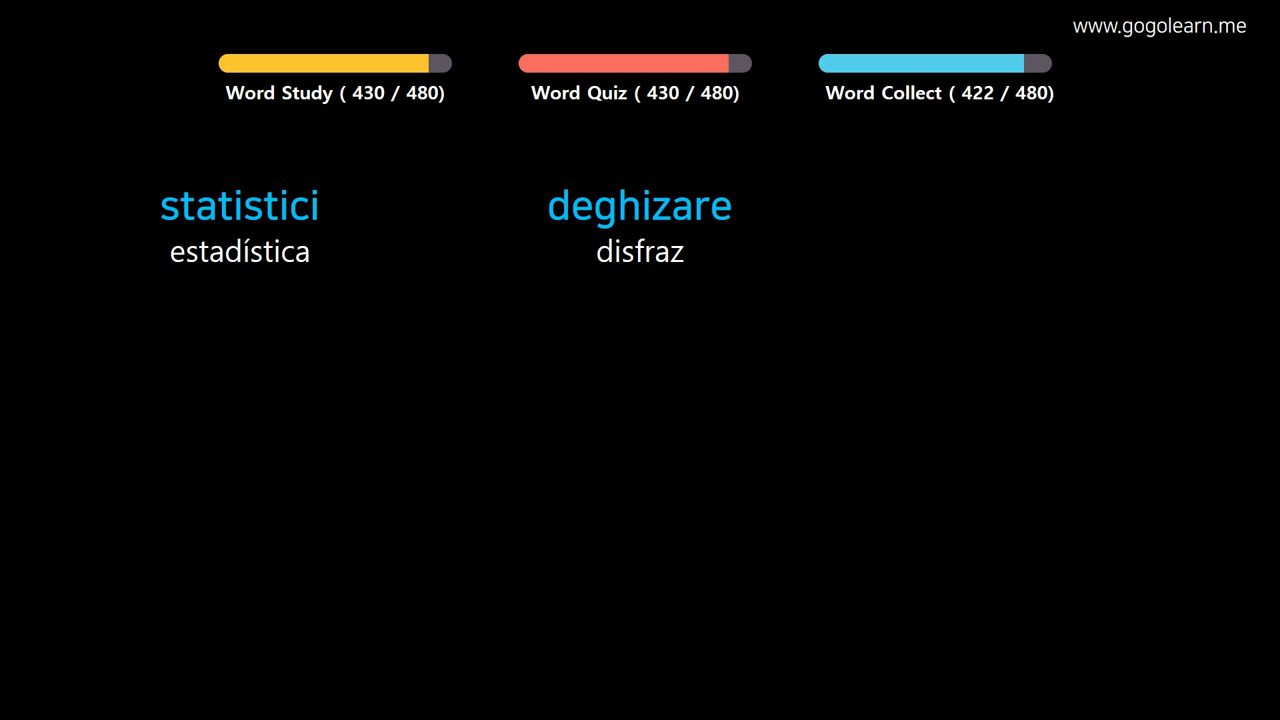 www.gogolearn.me
Word Study ( 430 / 480)
Word Quiz ( 430 / 480)
Word Collect ( 422 / 480)
statistici
estadística
deghizare
disfraz